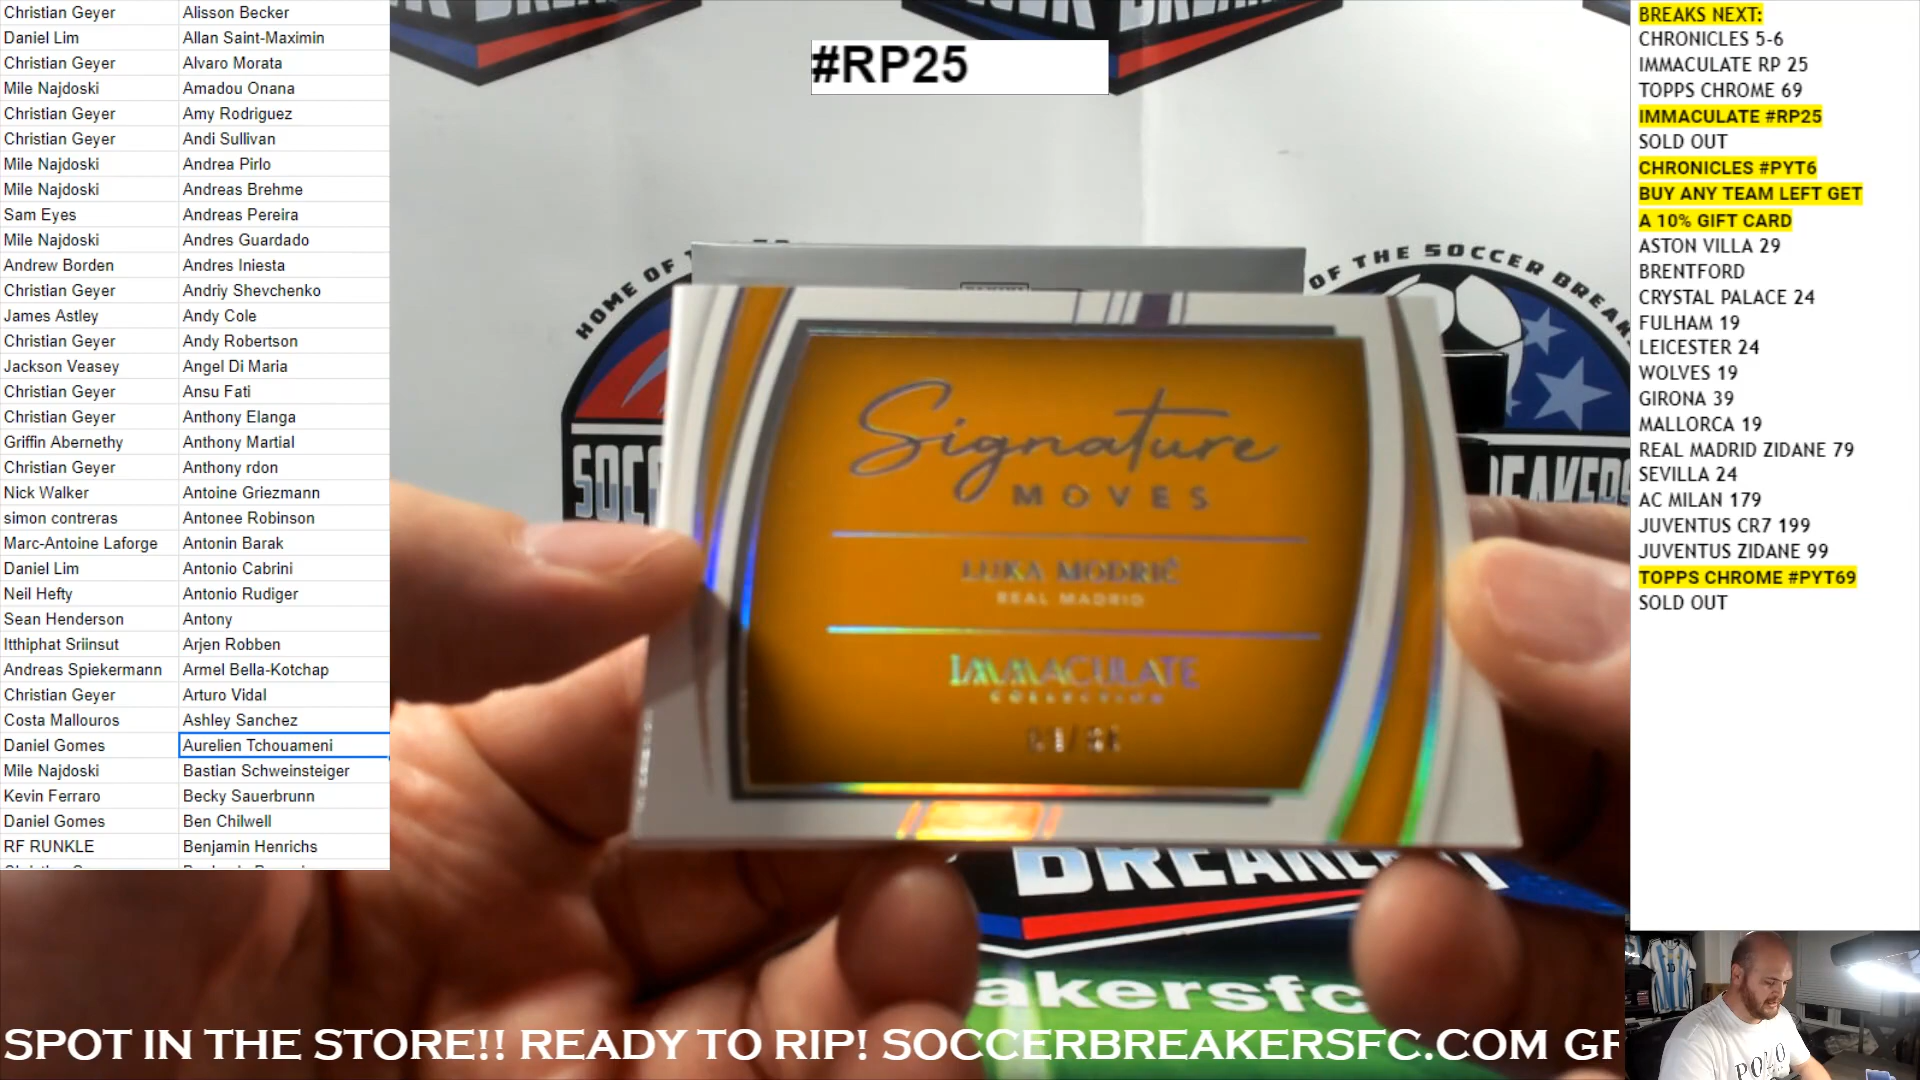 Christian Geyer Alisson Becker
Daniel Lim Allan Saint-Maximin
Christian Geyer Alvaro Morata
Mile Najdoski Amadou Onana
Christian Geyer Amy Rodriguez
Christian Geyer Andi Sullivan
Mile Najdoski Andrea Pirlo
Mile Najdoski Andreas Brehme
Sam Eyes Andreas Pereira
Mile Najdoski Andres Guardado
Andrew Borden Andres Iniesta
Christian Geyer Andriy Shevchenko
James Astley Andy Cole
Christian Geyer Andy Robertson
Jackson Veasey Angel Di Maria
Christian Geyer Ansu Fati
Christian Geyer Anthony Elanga
Griffin Abernethy Anthony Martial
Christian Geyer Anthony rdon
Nick Walker Antoine Griezmann
simon contreras Antonee Robinson
Marc-Antoine Laforge Antonin Barak
Daniel Lim Antonio Cabrini
Neil Hefty Antonio Rudiger
Sean Henderson Antony
Itthiphat Sriinsut Arjen Robben
Andreas Spiekermann Armel Bella-Kotchap
Christian Geyer Arturo Vidal
Costa Mallouros Ashley Sanchez
Daniel Gomes Aurelien Tchouameni
Mile Najdoski Bastian Schweinsteiger
Kevin Ferraro Becky Sauerbrunn
Daniel Gomes Ben Chilwell
RF RUNKLE Benjamin Henrichs
#RP25
HOME OF
OF THE SOCCER BREAKER
SOCC
REAKERS
Signature
MOVES
LUKA MODRIĆ
REAL MADRID
IMMACULATE
COLLECTION
BREAKER
akersfc
BREAKS NEXT:
CHRONICLES 5-6
IMMACULATE RP 25
TOPPS CHROME 69
IMMACULATE #RP25
SOLD OUT
CHRONICLES #PYT6
BUY ANY TEAM LEFT GET
A 10% GIFT CARD
ASTON VILLA 29
BRENTFORD
CRYSTAL PALACE 24
FULHAM 19
LEICESTER 24
WOLVES 19
GIRONA 39
MALLORCA 19
REAL MADRID ZIDANE 79
SEVILLA 24
AC MILAN 179
JUVENTUS CR7 199
JUVENTUS ZIDANE 99
TOPPS CHROME #PYT69
SOLD OUT
POLO
SPOT IN THE STORE!! READY TO RIP! SOCCERBREAKERSFC.COM GF